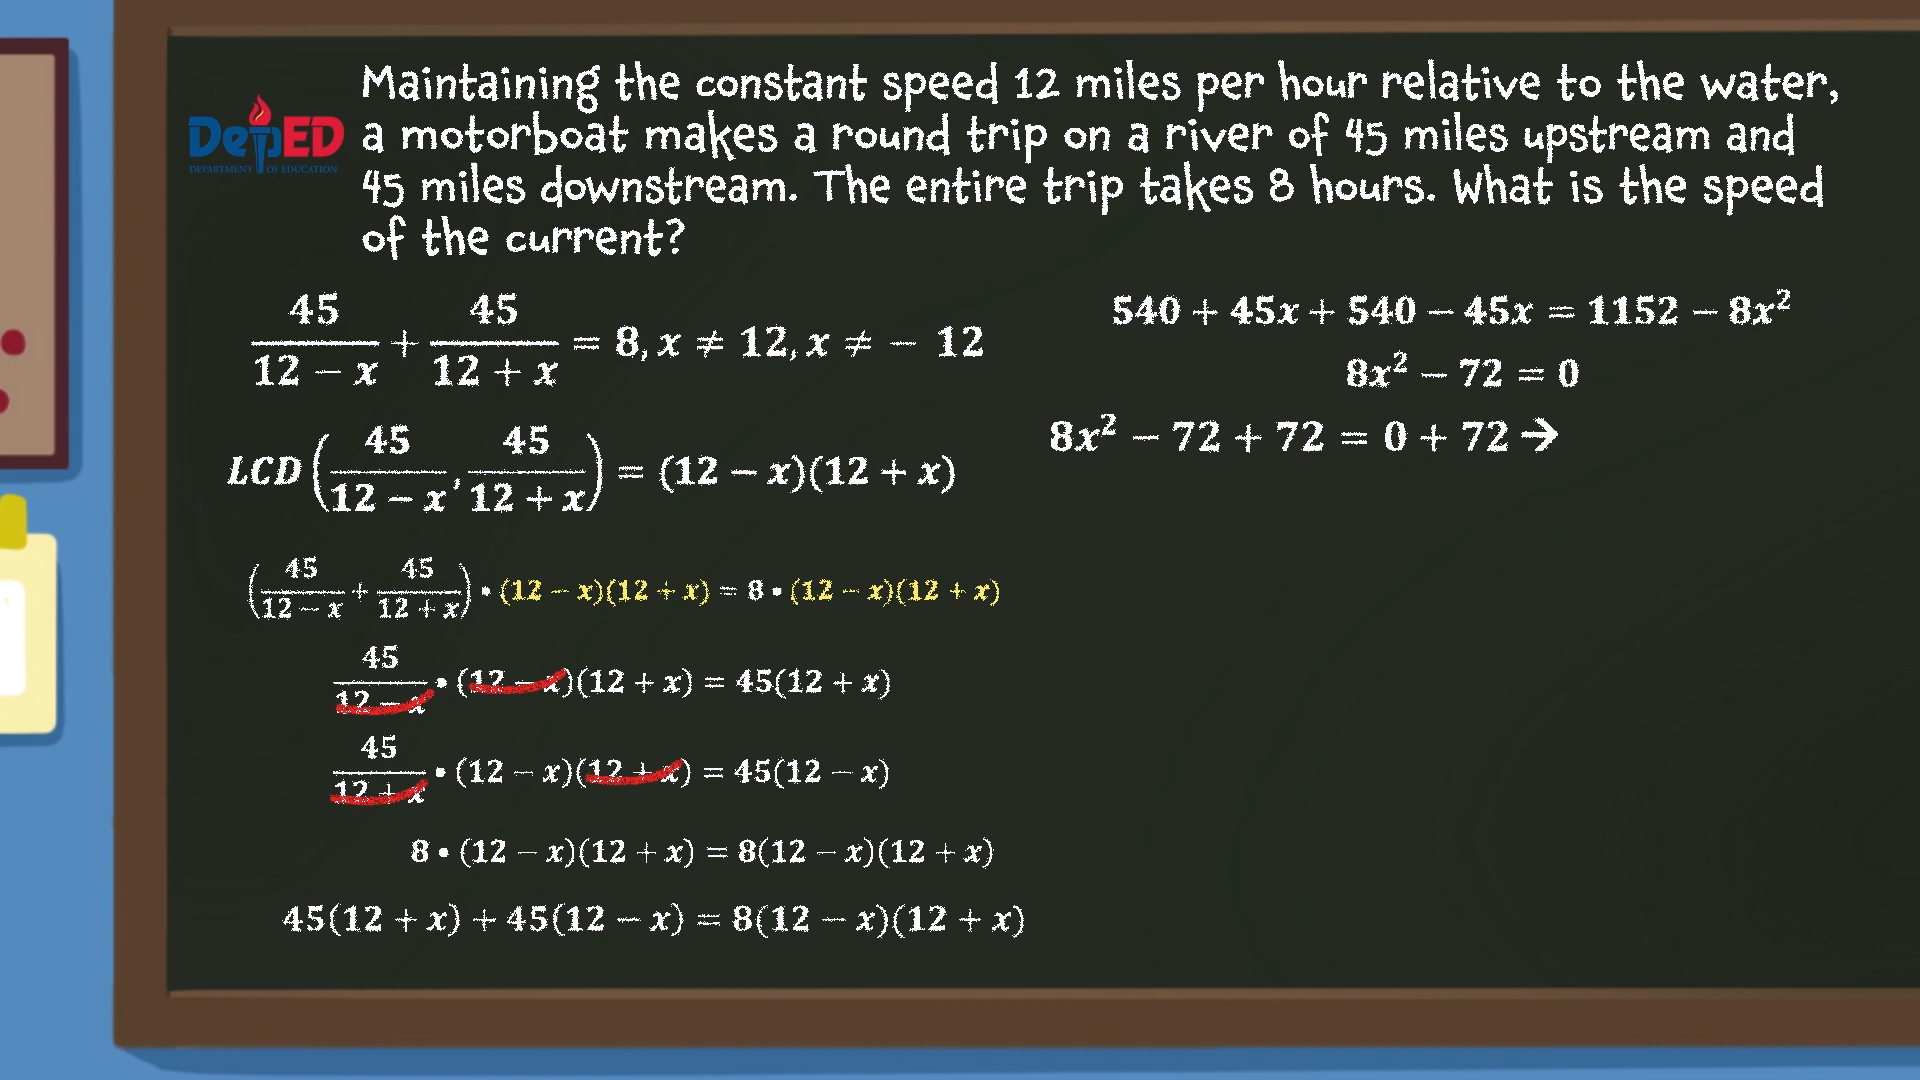 Maintaining the constant speed 12 miles per hour relative to the water,
a motorboat makes a round trip on a river of 45 miles upstream and
45 miles downstream. The entire trip takes 8 hours. What is the speed
of the current?
DepED
DEPARTMENT OF EDUCATION
45/(12 − x) + 45/(12 + x) = 8, x ≠ 12, x ≠ − 12
LCD (45/(12 − x), 45/(12 + x)) = (12 − x)(12 + x)
(45/(12 − x) + 45/(12 + x)) • (12 − x)(12 + x) = 8 • (12 − x)(12 + x)
45/(12 − x) • (12 − x)(12 + x) = 45(12 + x)
45/(12 + x) • (12 − x)(12 + x) = 45(12 − x)
8 • (12 − x)(12 + x) = 8(12 − x)(12 + x)
45(12 + x) + 45(12 − x) = 8(12 − x)(12 + x)
540 + 45x + 540 − 45x = 1152 − 8x²
8x² − 72 = 0
8x² − 72 + 72 = 0 + 72 →